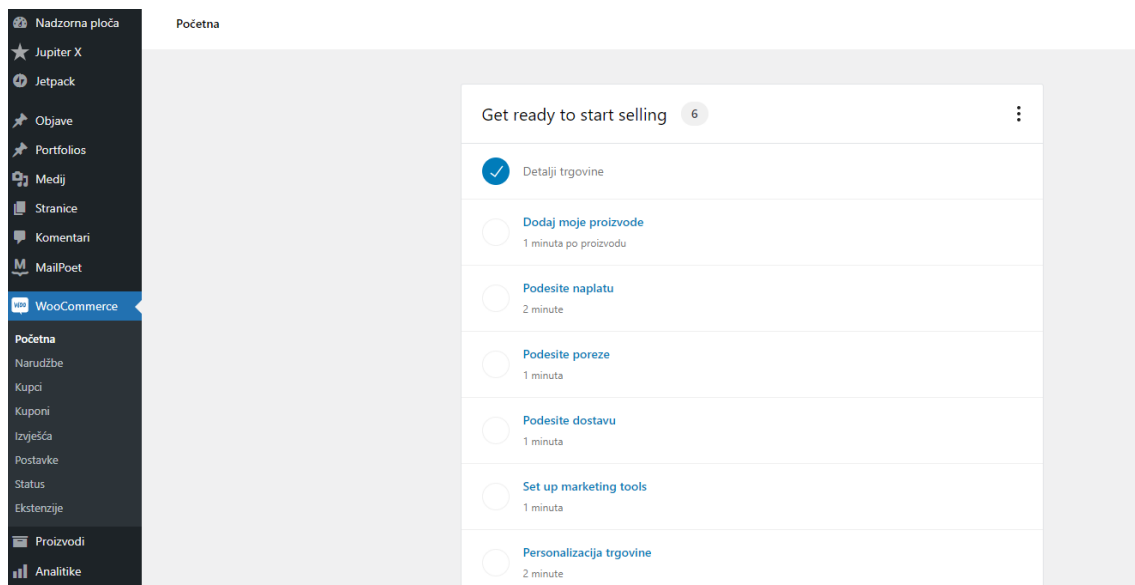 Nadzorna ploča
Jupiter X
Jetpack
Objave
Portfolios
Medij
Stranice
Komentari
MailPoet
WooCommerce
Početna
Narudžbe
Kupci
Kuponi
Izvješća
Postavke
Status
Ekstenzije
Proizvodi
Analitike
Početna
Get ready to start selling 6
Detalji trgovine
Dodaj moje proizvode
1 minuta po proizvodu
Podesite naplatu
2 minute
Podesite poreze
1 minuta
Podesite dostavu
1 minuta
Set up marketing tools
1 minuta
Personalizacija trgovine
2 minute